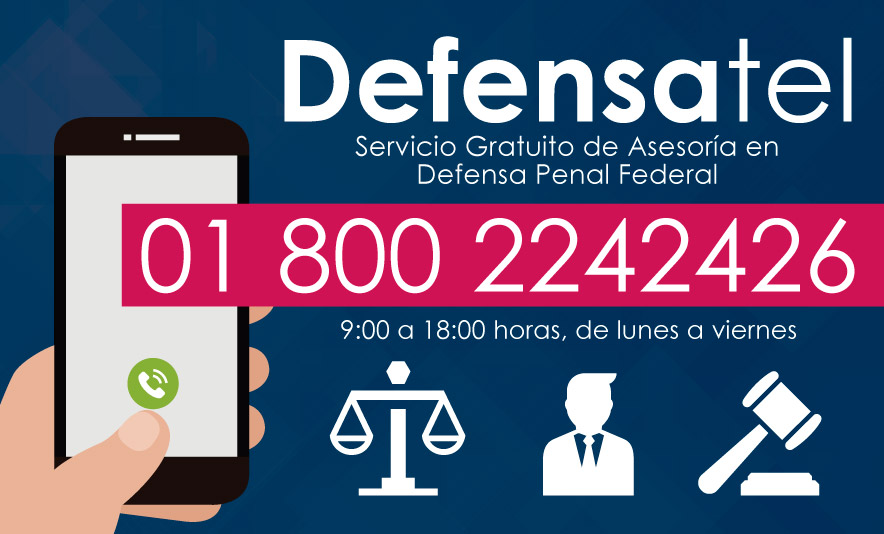 Defensatel
Servicio Gratuito de Asesoría en
Defensa Penal Federal
01 800 2242426
9:00 a 18:00 horas, de lunes a viernes